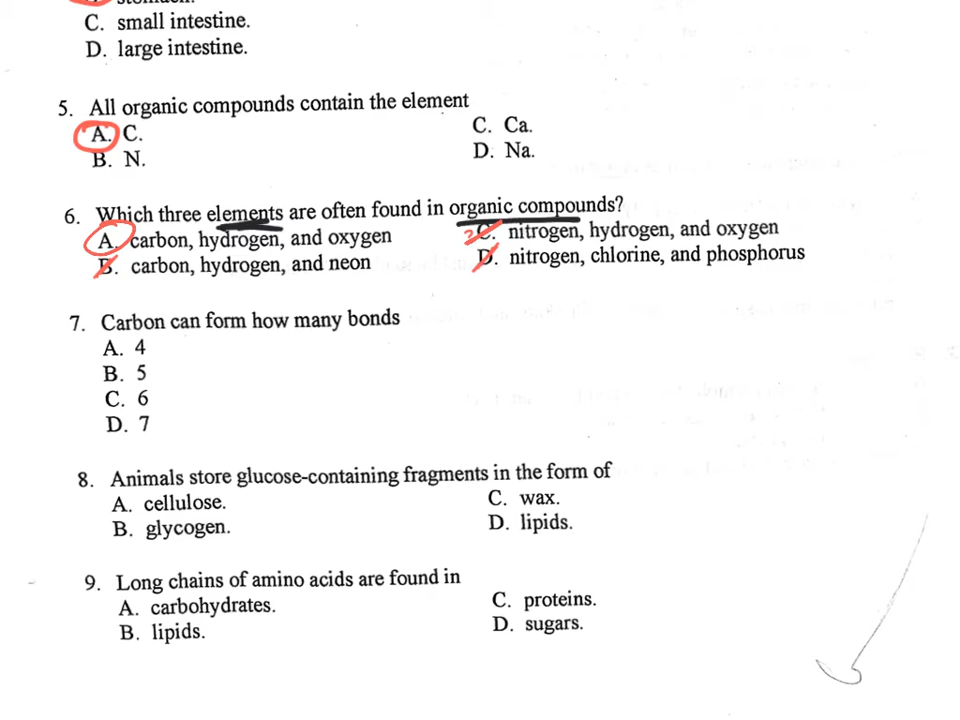 stomach.
C. small intestine.
D. large intestine.
5. All organic compounds contain the element
A. C.
B. N.
C. Ca.
D. Na.
6. Which three elements are often found in organic compounds?
A. carbon, hydrogen, and oxygen
B. carbon, hydrogen, and neon
C. nitrogen, hydrogen, and oxygen
D. nitrogen, chlorine, and phosphorus
7. Carbon can form how many bonds
A. 4
B. 5
C. 6
D. 7
8. Animals store glucose-containing fragments in the form of
A. cellulose.
B. glycogen.
C. wax.
D. lipids.
9. Long chains of amino acids are found in
A. carbohydrates.
B. lipids.
C. proteins.
D. sugars.